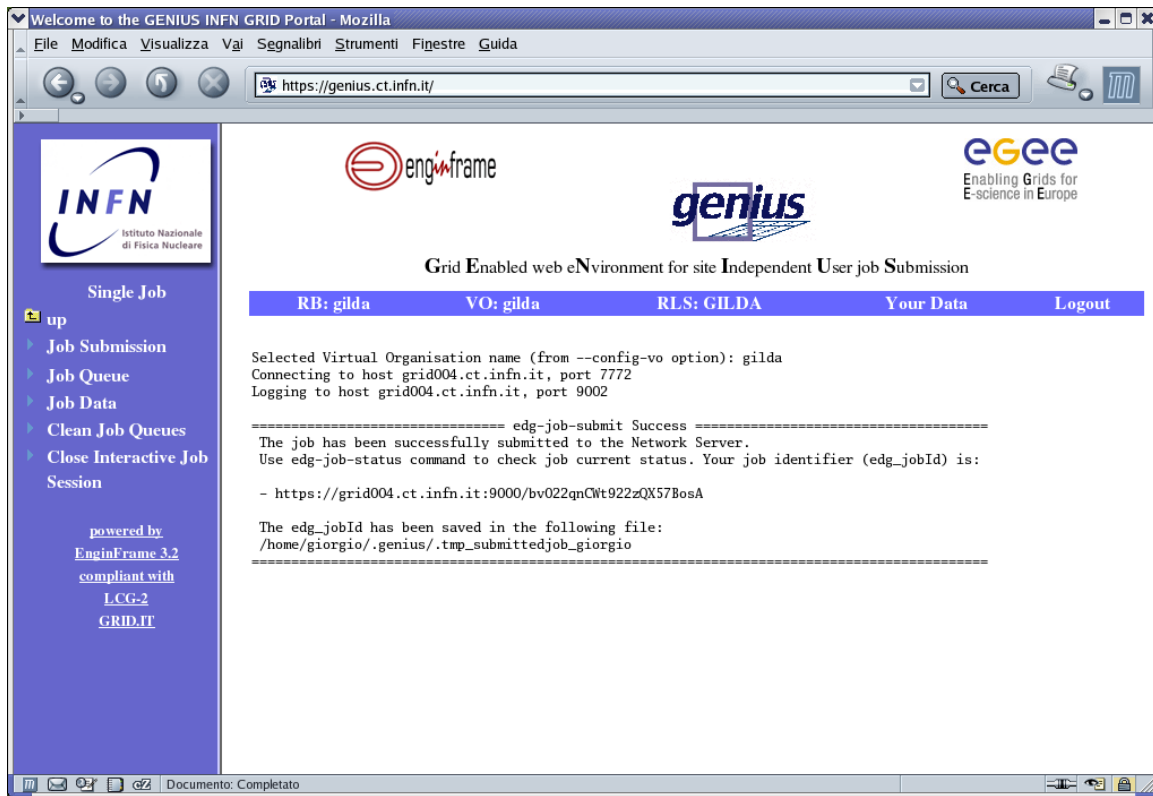 Welcome to the GENIUS INFN GRID Portal - Mozilla
File Modifica Visualizza Vai Segnalibri Strumenti Finestre Guida
https://genius.ct.infn.it/
Cerca
INFN
Istituto Nazionale
di Fisica Nucleare
enginframe
genius
egee
Enabling Grids for
E-science in Europe
Grid Enabled web eNvironment for site Independent User job Submission
RB: gilda VO: gilda RLS: GILDA Your Data Logout
Single Job
up
Job Submission
Job Queue
Job Data
Clean Job Queues
Close Interactive Job
Session
powered by
EnginFrame 3.2
compliant with
LCG-2
GRID.IT
Selected Virtual Organisation name (from --config-vo option): gilda
Connecting to host grid004.ct.infn.it, port 7772
Logging to host grid004.ct.infn.it, port 9002
================================ edg-job-submit Success =====================================
The job has been successfully submitted to the Network Server.
Use edg-job-status command to check job current status. Your job identifier (edg_jobId) is:
- https://grid004.ct.infn.it:9000/bvO22qnCWt922zQX57BosA
The edg_jobId has been saved in the following file:
/home/giorgio/.genius/.tmp_submittedjob_giorgio
=============================================================================================
Documento: Completato